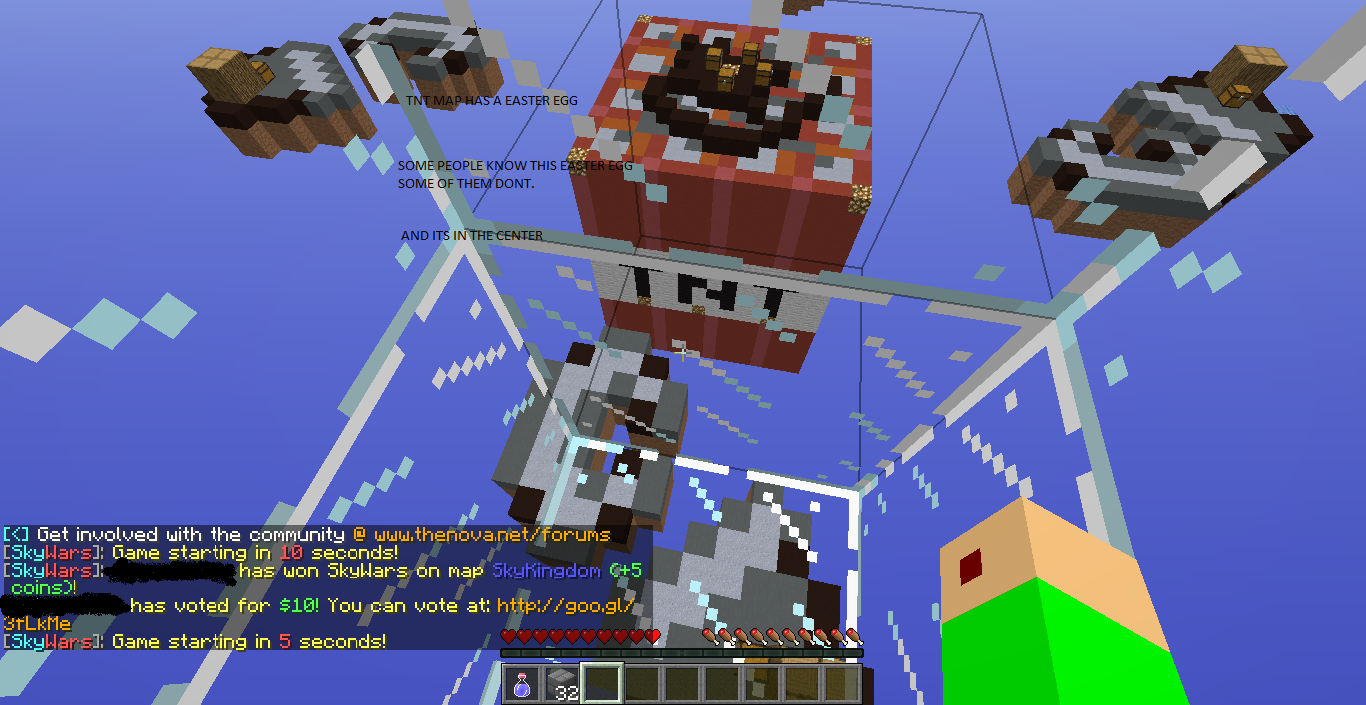 TNT MAP HAS A EASTER EGG
SOME PEOPLE KNOW THIS EASTER EGG
SOME OF THEM DONT.
AND ITS IN THE CENTER
TNT
[K] Get involved with the community @ www.thenova.net/forums
[SkyWars]: Game starting in 10 seconds!
[SkyWars]: has won SkyWars on map SkyKingdom (+5
coins)!
has voted for $10! You can vote at: http://goo.gl/
3fLkMe
[SkyWars]: Game starting in 5 seconds!
32